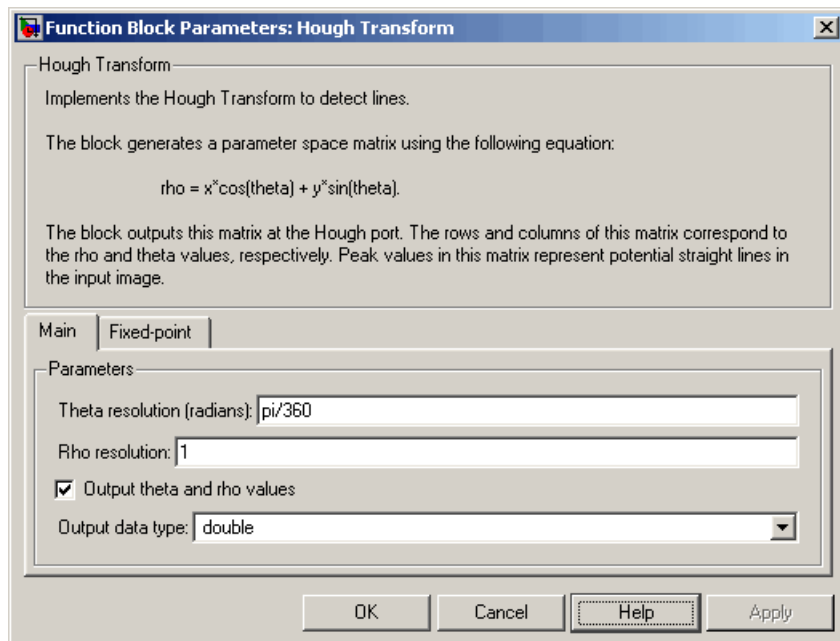 Function Block Parameters: Hough Transform
Hough Transform
Implements the Hough Transform to detect lines.
The block generates a parameter space matrix using the following equation:
rho = x*cos(theta) + y*sin(theta).
The block outputs this matrix at the Hough port. The rows and columns of this matrix correspond to
the rho and theta values, respectively. Peak values in this matrix represent potential straight lines in
the input image.
Main Fixed-point
Parameters
Theta resolution (radians): pi/360
Rho resolution: 1
Output theta and rho values
Output data type: double
OK Cancel Help Apply